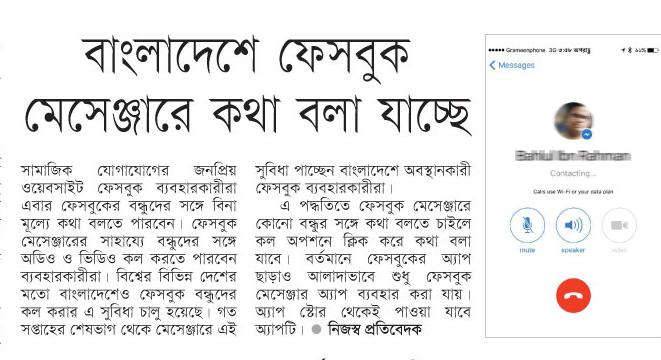 বাংলাদেশে ফেসবুক
মেসেঞ্জারে কথা বলা যাচ্ছে
সামাজিক যোগাযোগের জনপ্রিয়
ওয়েবসাইট ফেসবুক ব্যবহারকারীরা
এবার ফেসবুকের বন্ধুদের সঙ্গে বিনা
মূল্যে কথা বলতে পারবেন। ফেসবুক
মেসেঞ্জারের সাহায্যে বন্ধুদের সঙ্গে
অডিও ও ভিডিও কল করতে পারবেন
ব্যবহারকারীরা। বিশ্বের বিভিন্ন দেশের
মতো বাংলাদেশেও ফেসবুক বন্ধুদের
কল করার এ সুবিধা চালু হয়েছে। গত
সপ্তাহের শেষভাগ থেকে মেসেঞ্জারে এই
সুবিধা পাচ্ছেন বাংলাদেশে অবস্থানকারী
ফেসবুক ব্যবহারকারীরা।
এ পদ্ধতিতে ফেসবুক মেসেঞ্জারে
কোনো বন্ধুর সঙ্গে কথা বলতে চাইলে
কল অপশনে ক্লিক করে কথা বলা
যাবে। বর্তমানে ফেসবুকের অ্যাপ
ছাড়াও আলাদাভাবে শুধু ফেসবুক
মেসেঞ্জার অ্যাপ ব্যবহার করা যায়।
অ্যাপ স্টোর থেকেই পাওয়া যাবে
অ্যাপটি। ● নিজস্ব প্রতিবেদক
Grameenphone 3G
Messages
Contacting...
Calls use Wi-Fi or your data plan
mute speaker video